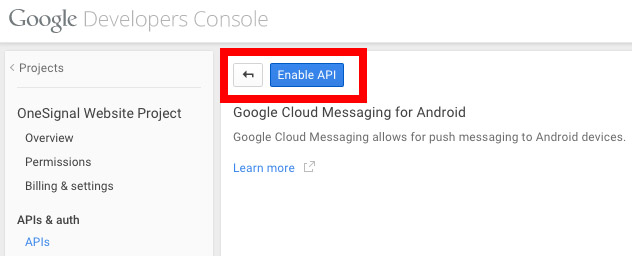 Google Developers Console
Projects
OneSignal Website Project
Overview
Permissions
Billing & settings
APIs & auth
APIs
Enable API
Google Cloud Messaging for Android
Google Cloud Messaging allows for push messaging to Android devices.
Learn more